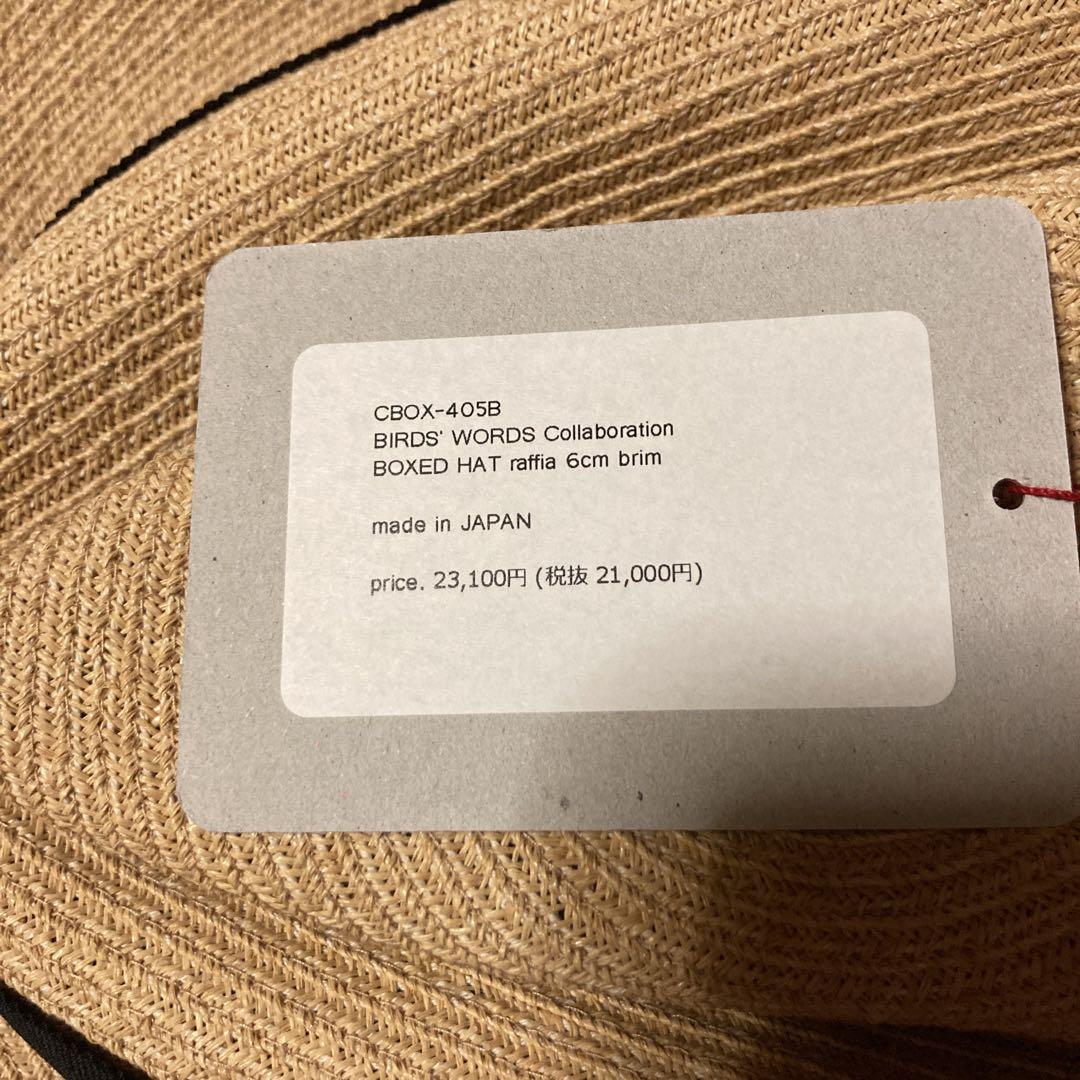 CBOX-405B
BIRDS' WORDS Collaboration
BOXED HAT raffia 6cm brim
made in JAPAN
price. 23,100円 (税抜 21,000円)